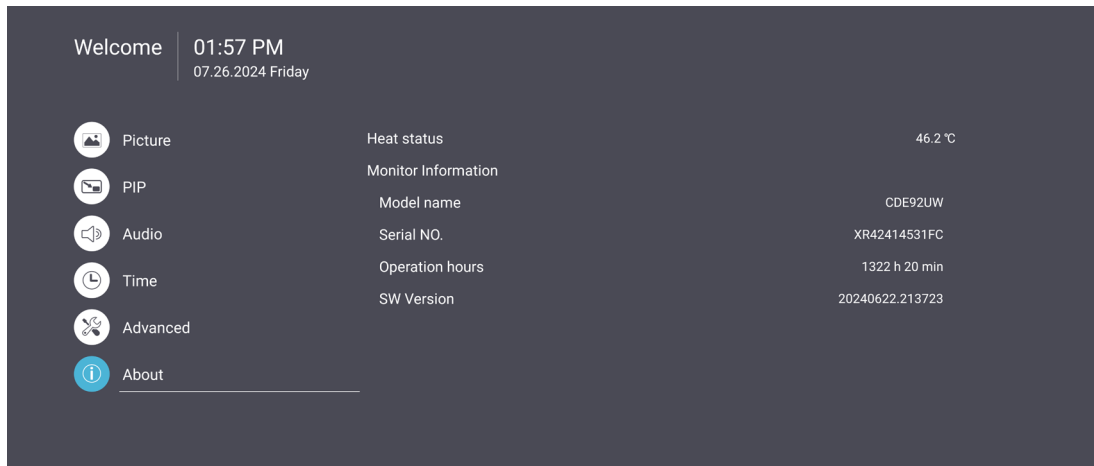 Welcome
01:57 PM
07.26.2024 Friday
Picture
PIP
Audio
Time
Advanced
About
Heat status 46.2 ℃
Monitor Information
Model name CDE92UW
Serial NO. XR42414531FC
Operation hours 1322 h 20 min
SW Version 20240622.213723